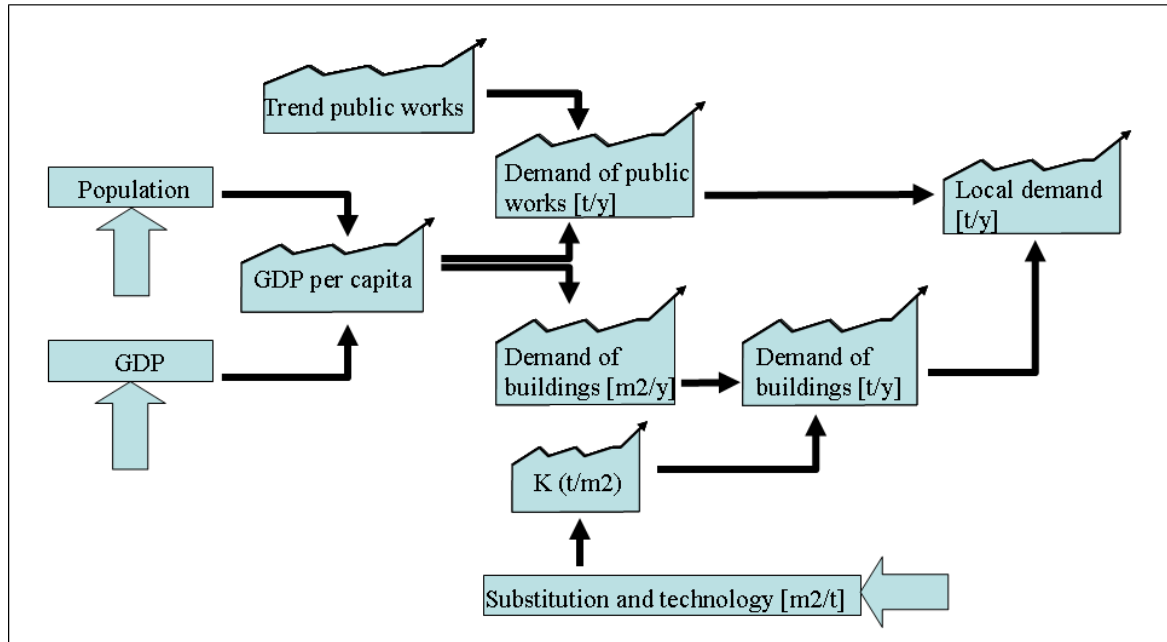 Trend public works
Demand of public
works [t/y]
Population
Local demand
[t/y]
GDP per capita
GDP
Demand of
buildings [m2/y]
Demand of
buildings [t/y]
K (t/m2)
Substitution and technology [m2/t]